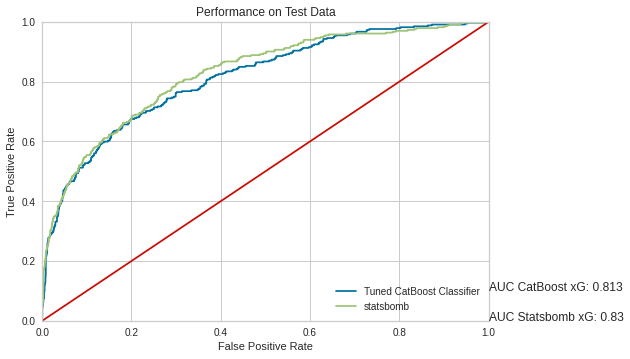 Performance on Test Data
True Positive Rate
1.0
0.8
0.6
0.4
0.2
0.0
0.0 0.2 0.4 0.6 0.8 1.0
False Positive Rate
Tuned CatBoost Classifier
statsbomb
AUC CatBoost xG: 0.813
AUC Statsbomb xG: 0.83